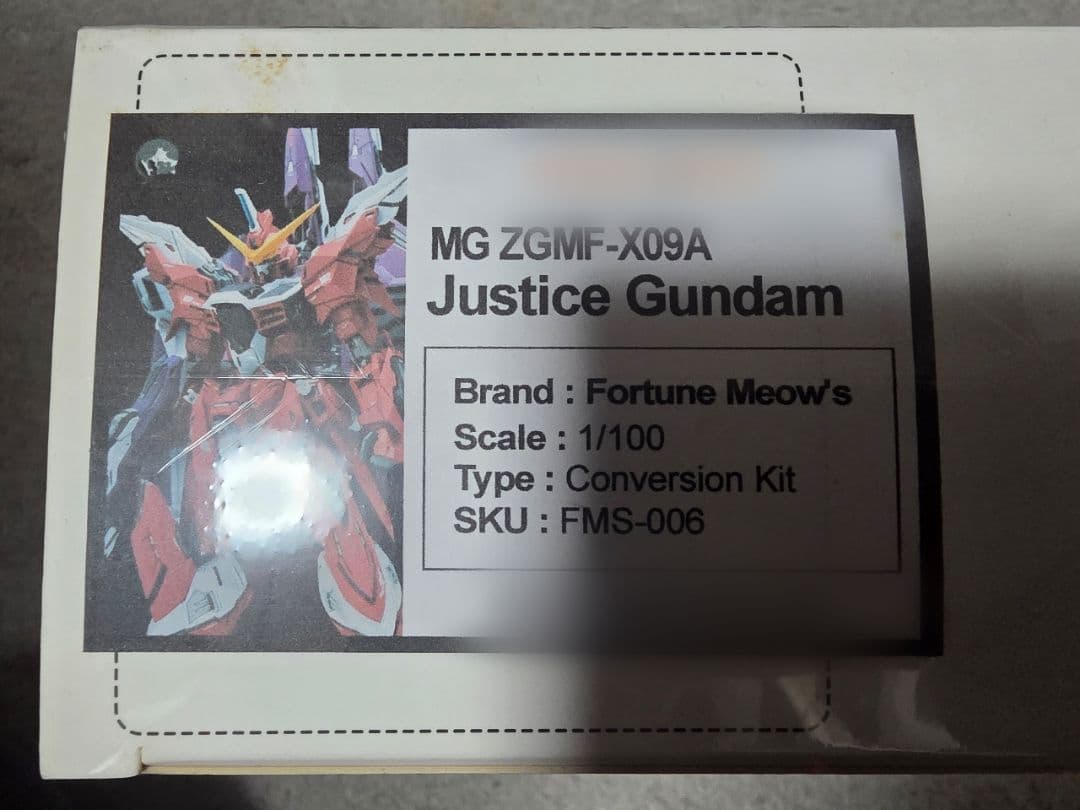 MG ZGMF-X09A
Justice Gundam
Brand : Fortune Meow's
Scale : 1/100
Type : Conversion Kit
SKU : FMS-006